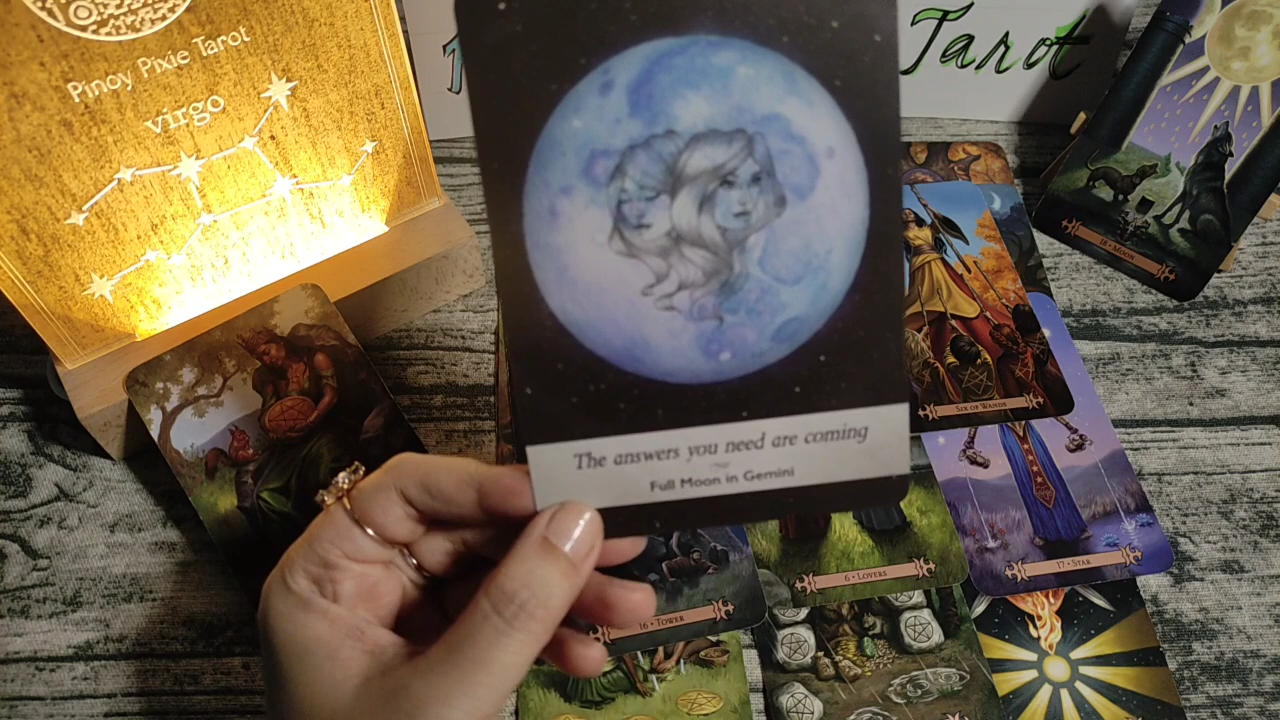 Pinoy Pixie Tarot
virgo
Tarot
18 • MOON
SIX OF WANDS
The answers you need are coming
Full Moon in Gemini
17 • STAR
6 • LOVERS
16 • TOWER